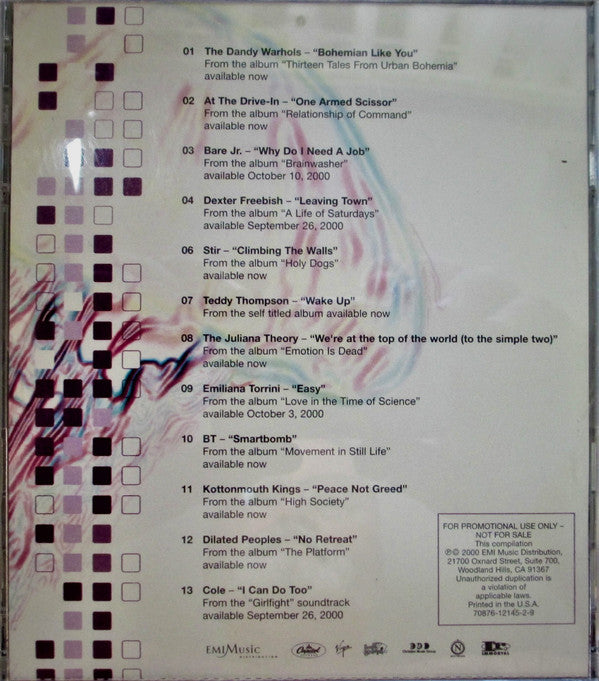 01 The Dandy Warhols – “Bohemian Like You”
From the album “Thirteen Tales From Urban Bohemia”
available now
02 At The Drive-In – “One Armed Scissor”
From the album “Relationship of Command”
available now
03 Bare Jr. – “Why Do I Need A Job”
From the album “Brainwasher”
available October 10, 2000
04 Dexter Freebish – “Leaving Town”
From the album “A Life of Saturdays”
available September 26, 2000
06 Stir – “Climbing The Walls”
From the album “Holy Dogs”
available now
07 Teddy Thompson – “Wake Up”
From the self titled album available now
08 The Juliana Theory – “We're at the top of the world (to the simple two)”
From the album “Emotion Is Dead”
available now
09 Emiliana Torrini – “Easy”
From the album “Love in the Time of Science”
available October 3, 2000
10 BT – “Smartbomb”
From the album “Movement in Still Life”
available now
11 Kottonmouth Kings – “Peace Not Greed”
From the album “High Society”
available now
12 Dilated Peoples – “No Retreat”
From the album “The Platform”
available now
13 Cole – “I Can Do Too”
From the “Girlfight” soundtrack
available September 26, 2000
FOR PROMOTIONAL USE ONLY –
NOT FOR SALE
This compilation
℗© 2000 EMI Music Distribution,
21700 Oxnard Street, Suite 700,
Woodland Hills, CA 91367
Unauthorized duplication is
a violation of
applicable laws.
Printed in the U.S.A.
70876-12145-2-9
EMI Music DISTRIBUTION Capitol Virgin IMMORTAL